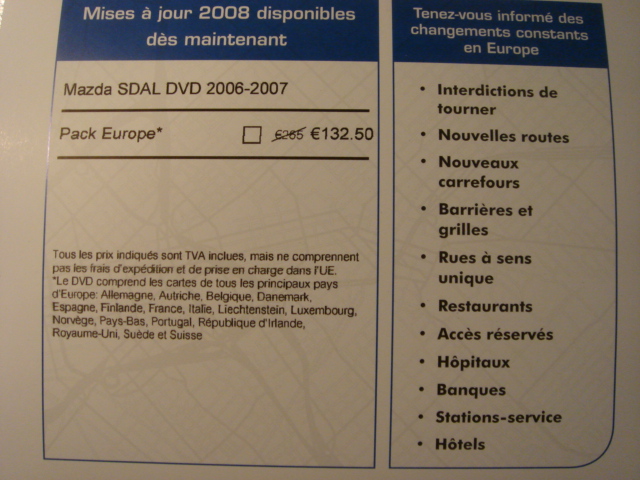 Mises à jour 2008 disponibles
dès maintenant
Mazda SDAL DVD 2006-2007
Pack Europe* €265 €132.50
Tous les prix indiqués sont TVA inclues, mais ne comprennent
pas les frais d'expédition et de prise en charge dans l'UE.
*Le DVD comprend les cartes de tous les principaux pays
d'Europe: Allemagne, Autriche, Belgique, Danemark,
Espagne, Finlande, France, Italie, Liechtenstein, Luxembourg,
Norvège, Pays-Bas, Portugal, République d'Irlande,
Royaume-Uni, Suède et Suisse
Tenez-vous informé des
changements constants
en Europe
• Interdictions de
tourner
• Nouvelles routes
• Nouveaux
carrefours
• Barrières et
grilles
• Rues à sens
unique
• Restaurants
• Accès réservés
• Hôpitaux
• Banques
• Stations-service
• Hôtels